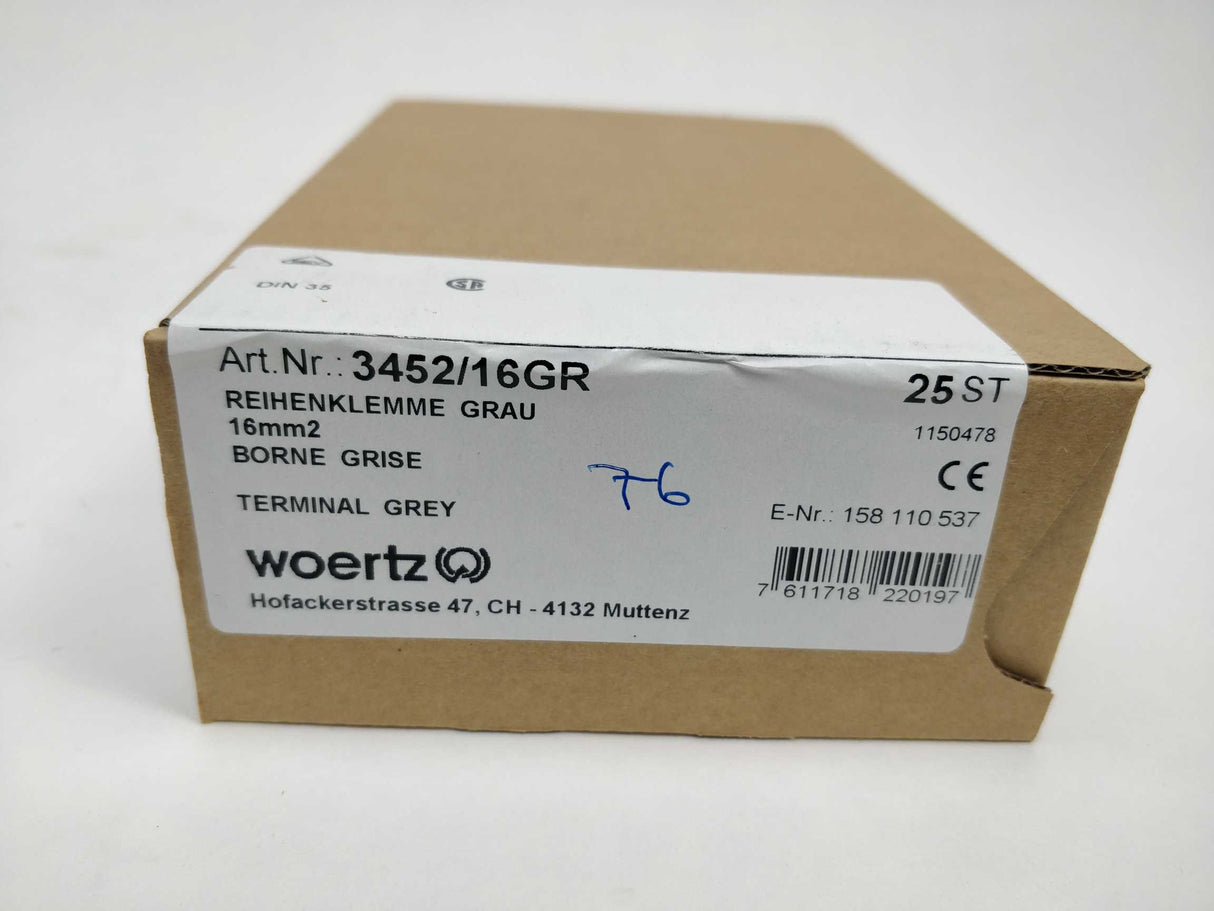 DIN 35
Art.Nr.: 3452/16GR 25 ST
REIHENKLEMME GRAU
16mm2 1150478
BORNE GRISE
CE
76
TERMINAL GREY
E-Nr.: 158 110 537
woertz
Hofackerstrasse 47, CH - 4132 Muttenz
7 611718 220197